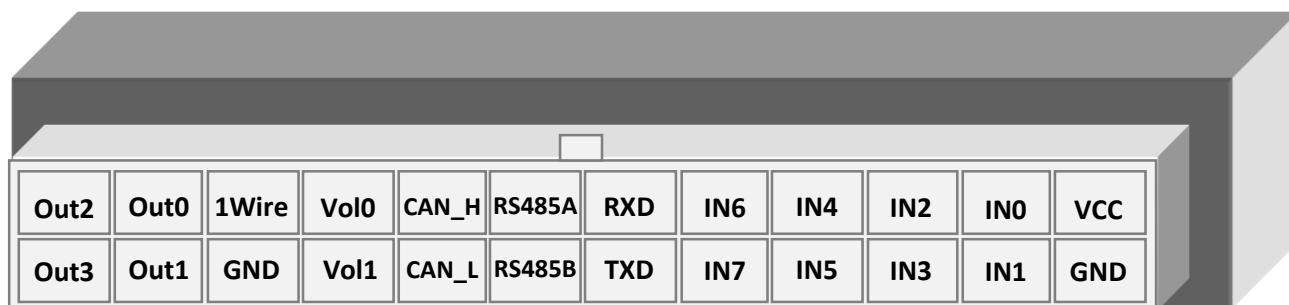 Out2 Out0 1Wire Vol0 CAN_H RS485A RXD IN6 IN4 IN2 IN0 VCC
Out3 Out1 GND Vol1 CAN_L RS485B TXD IN7 IN5 IN3 IN1 GND